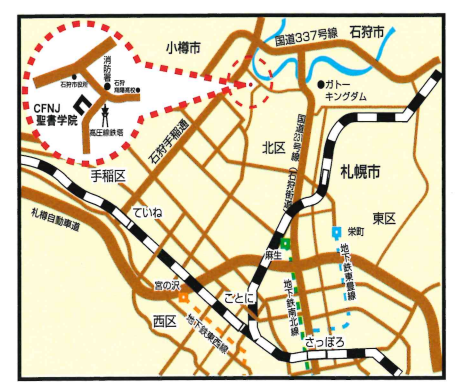 小樽市
国道337号線
石狩市
消防署
石狩市役所
石狩
翔陽高校
CFNJ
聖書学院
高圧線鉄塔
ガトー
キングダム
石狩手稲通
北区
国道231号線(石狩街道)
手稲区
札幌市
ていね
東区
札樽自動車道
栄町
麻生
宮の沢
ことに
地下鉄東豊線
地下鉄南北線
西区
地下鉄東西線
さっぽろ